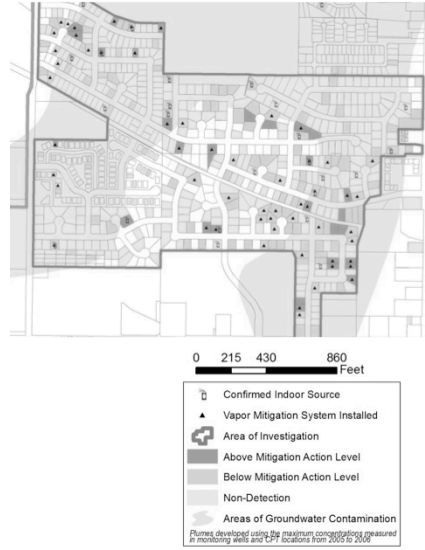 0 215 430 860
Feet
Confirmed Indoor Source
Vapor Mitigation System Installed
Area of Investigation
Above Mitigation Action Level
Below Mitigation Action Level
Non-Detection
Areas of Groundwater Contamination
Plumes developed using the maximum concentrations measured
in monitoring wells and CPT locations from 2005 to 2006